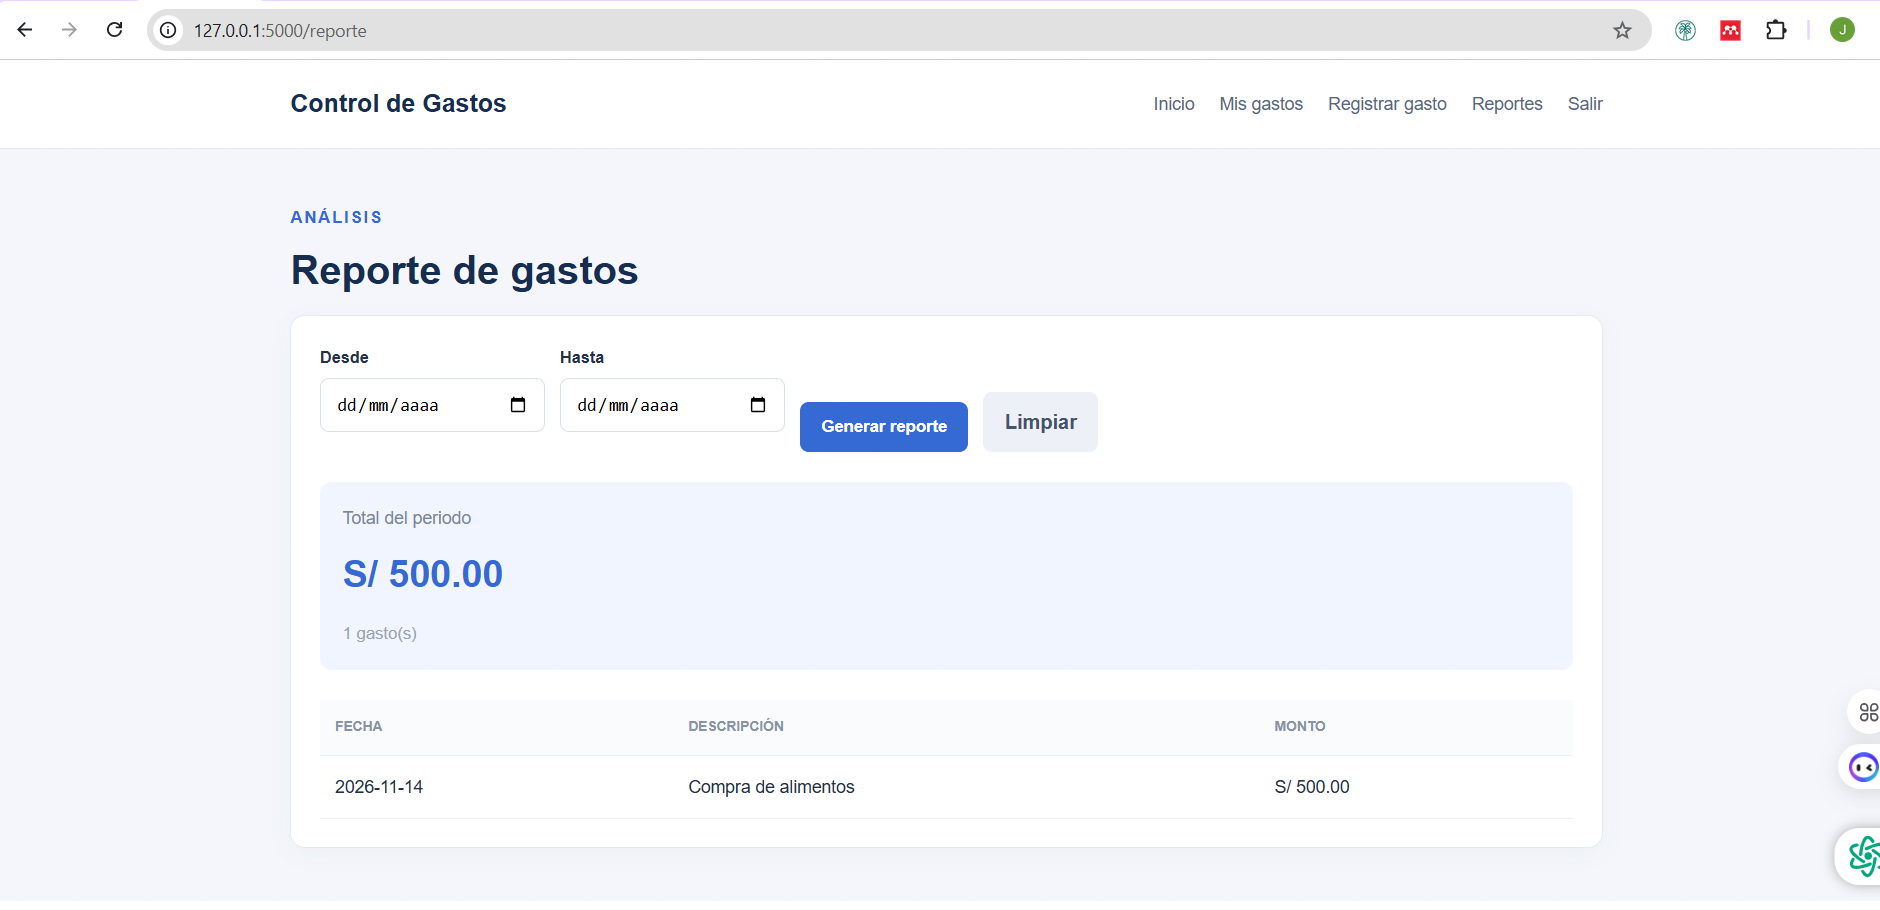 127.0.0.1:5000/reporte
J
Control de Gastos
Inicio Mis gastos Registrar gasto Reportes Salir
ANÁLISIS
Reporte de gastos
Desde Hasta
dd/mm/aaaa dd/mm/aaaa Generar reporte Limpiar
Total del periodo
S/ 500.00
1 gasto(s)
FECHA DESCRIPCIÓN MONTO
2026-11-14 Compra de alimentos S/ 500.00